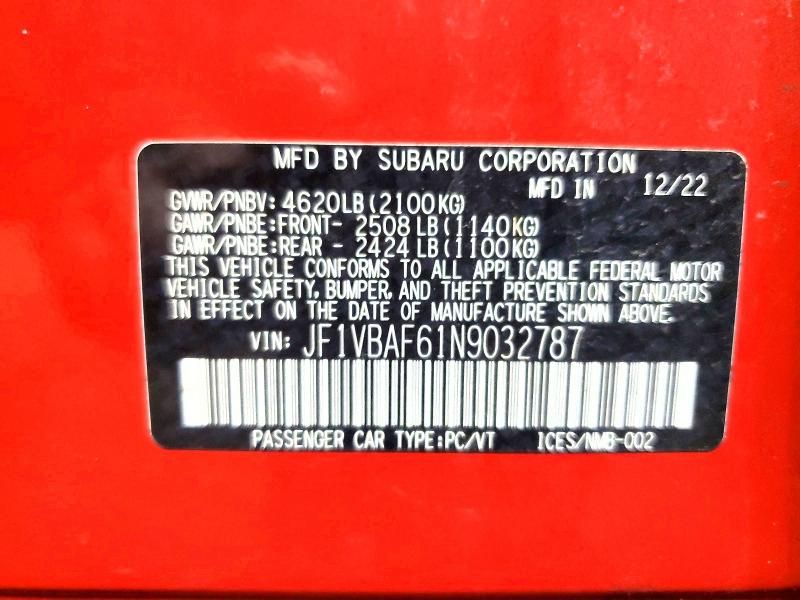 MFD BY SUBARU CORPORATION
MFD IN 12/22
GVWR/PNBV: 4620LB(2100KG)
GAWR/PNBE:FRONT- 2508 LB(1140KG)
GAWR/PNBE:REAR - 2424 LB(1100KG)
THIS VEHICLE CONFORMS TO ALL APPLICABLE FEDERAL MOTOR
VEHICLE SAFETY, BUMPER, AND THEFT PREVENTION STANDARDS
IN EFFECT ON THE DATE OF MANUFACTURE SHOWN ABOVE.
VIN: JF1VBAF61N9032787
PASSENGER CAR TYPE:PC/VT ICES/NMB-002